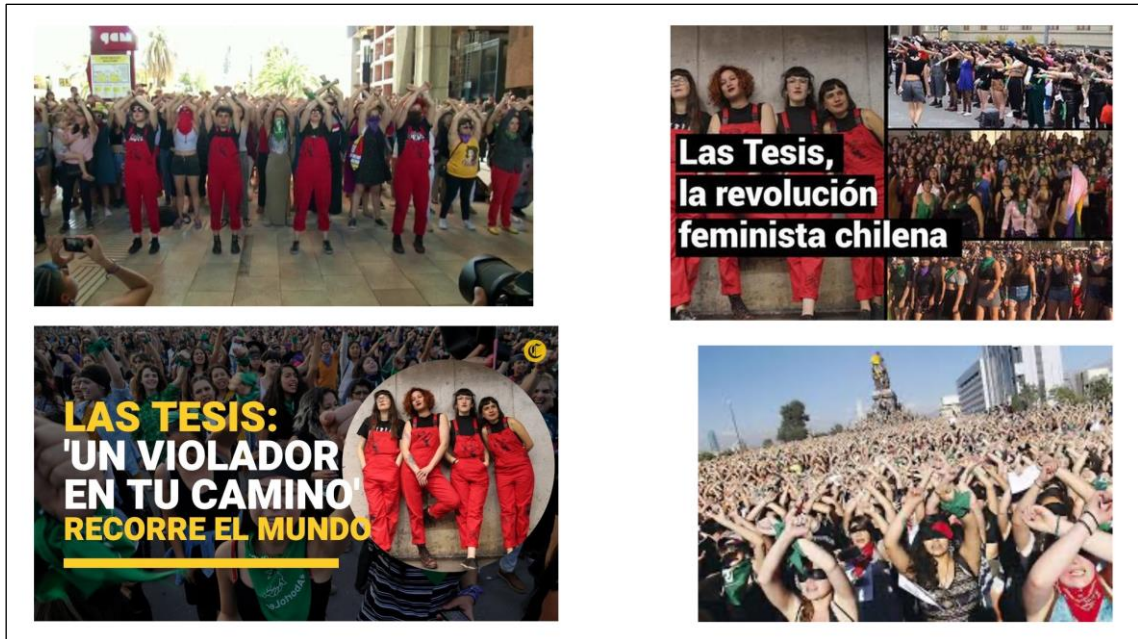 Las Tesis,
la revolución
feminista chilena
LAS TESIS:
'UN VIOLADOR
EN TU CAMINO'
RECORRE EL MUNDO